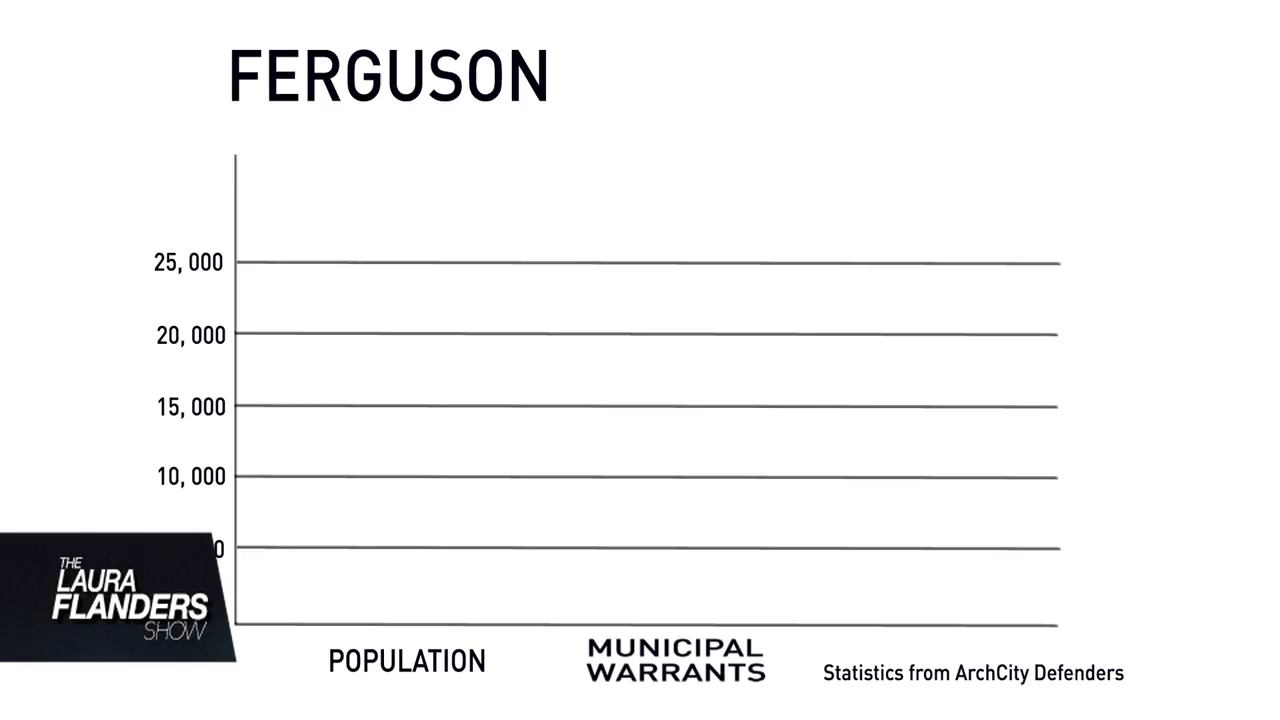 FERGUSON
25, 000
20, 000
15, 000
10, 000
0
THE
LAURA
FLANDERS
SHOW
POPULATION
MUNICIPAL
WARRANTS
Statistics from ArchCity Defenders